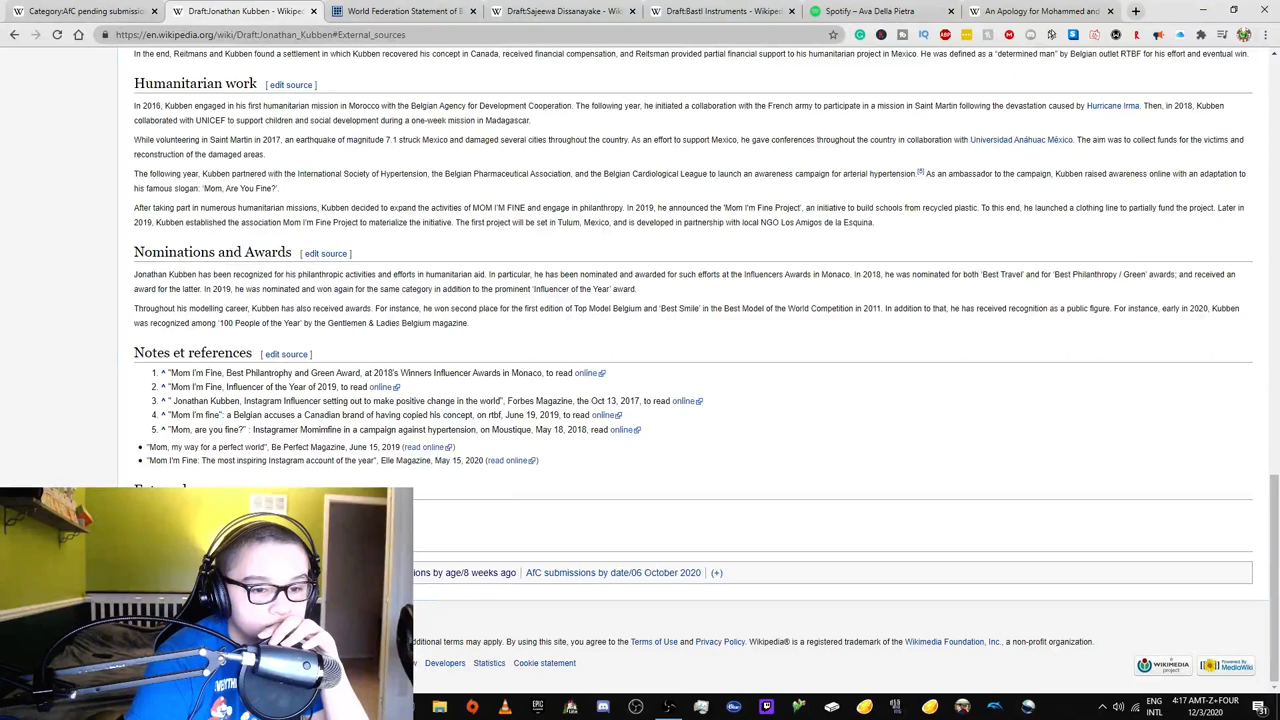 CategoryAfC pending submissions
DraftJonathan Kubben - Wikipe
World Federation Statement of B
DraftSajeewa Dissanayake - Wiki
DraftBastl Instruments - Wikipe
Spotify – Ava Della Pietra
An Apology for Mohammed and
en.wikipedia.org/wiki/Draft:Jonathan_Kubben#External_sources
In the end, Reitmans and Kubben found a settlement in which Kubben recovered his concept in Canada, received financial compensation, and Reitsman provided partial financial support to his humanitarian project in Mexico. He was defined as a “determined man” by Belgian outlet RTBF for his effort and eventual win.
Humanitarian work [ edit source ]
In 2016, Kubben engaged in his first humanitarian mission in Morocco with the Belgian Agency for Development Cooperation. The following year, he initiated a collaboration with the French army to participate in a mission in Saint Martin following the devastation caused by Hurricane Irma. Then, in 2018, Kubben
collaborated with UNICEF to support children and social development during a one-week mission in Madagascar.
While volunteering in Saint Martin in 2017, an earthquake of magnitude 7.1 struck Mexico and damaged several cities throughout the country. As an effort to support Mexico, he gave conferences throughout the country in collaboration with Universidad Anáhuac México. The aim was to collect funds for the victims and
reconstruction of the damaged areas.
The following year, Kubben partnered with the International Society of Hypertension, the Belgian Pharmaceutical Association, and the Belgian Cardiological League to launch an awareness campaign for arterial hypertension.[5] As an ambassador to the campaign, Kubben raised awareness online with an adaptation to
his famous slogan: ‘Mom, Are You Fine?’.
After taking part in numerous humanitarian missions, Kubben decided to expand the activities of MOM I’M FINE and engage in philanthropy. In 2019, he announced the ‘Mom I’m Fine Project’, an initiative to build schools from recycled plastic. To this end, he launched a clothing line to partially fund the project. Later in
2019, Kubben established the association Mom I’m Fine Project to materialize the initiative. The first project will be set in Tulum, Mexico, and is developed in partnership with local NGO Los Amigos de la Esquina.
Nominations and Awards [ edit source ]
Jonathan Kubben has been recognized for his philanthropic activities and efforts in humanitarian aid. In particular, he has been nominated and awarded for such efforts at the Influencers Awards in Monaco. In 2018, he was nominated for both ‘Best Travel’ and for ‘Best Philanthropy / Green’ awards; and received an
award for the latter. In 2019, he was nominated and won again for the same category in addition to the prominent ‘Influencer of the Year’ award.
Throughout his modelling career, Kubben has also received awards. For instance, he won second place for the first edition of Top Model Belgium and ‘Best Smile’ in the Best Model of the World Competition in 2011. In addition to that, he has received recognition as a public figure. For instance, early in 2020, Kubben
was recognized among ‘100 People of the Year’ by the Gentlemen & Ladies Belgium magazine.
Notes et references [ edit source ]
1. ^ "Mom I’m Fine, Best Philantrophy and Green Award, at 2018's Winners Influencer Awards in Monaco, to read online
2. ^ "Mom I’m Fine, Influencer of the Year of 2019, to read online
3. ^ " Jonathan Kubben, Instagram Influencer setting out to make positive change in the world", Forbes Magazine, the Oct 13, 2017, to read online
4. ^ "Mom I'm fine": a Belgian accuses a Canadian brand of having copied his concept, on rtbf, June 19, 2019, to read online
5. ^ "Mom, are you fine?" : Instagramer Momimfine in a campaign against hypertension, on Moustique, May 18, 2018, read online
• "Mom, my way for a perfect world", Be Perfect Magazine, June 15, 2019 (read online)
• "Mom I'm Fine: The most inspiring Instagram account of the year", Elle Magazine, May 15, 2020 (read online)
ions by age/8 weeks ago | AfC submissions by date/06 October 2020 | (+)
ditional terms may apply. By using this site, you agree to the Terms of Use and Privacy Policy. Wikipedia® is a registered trademark of the Wikimedia Foundation, Inc., a non-profit organization.
Developers Statistics Cookie statement
WIKIMEDIA project
Powered By MediaWiki
ENG 4:17 AMT-Z+FOUR
INTL 12/3/2020